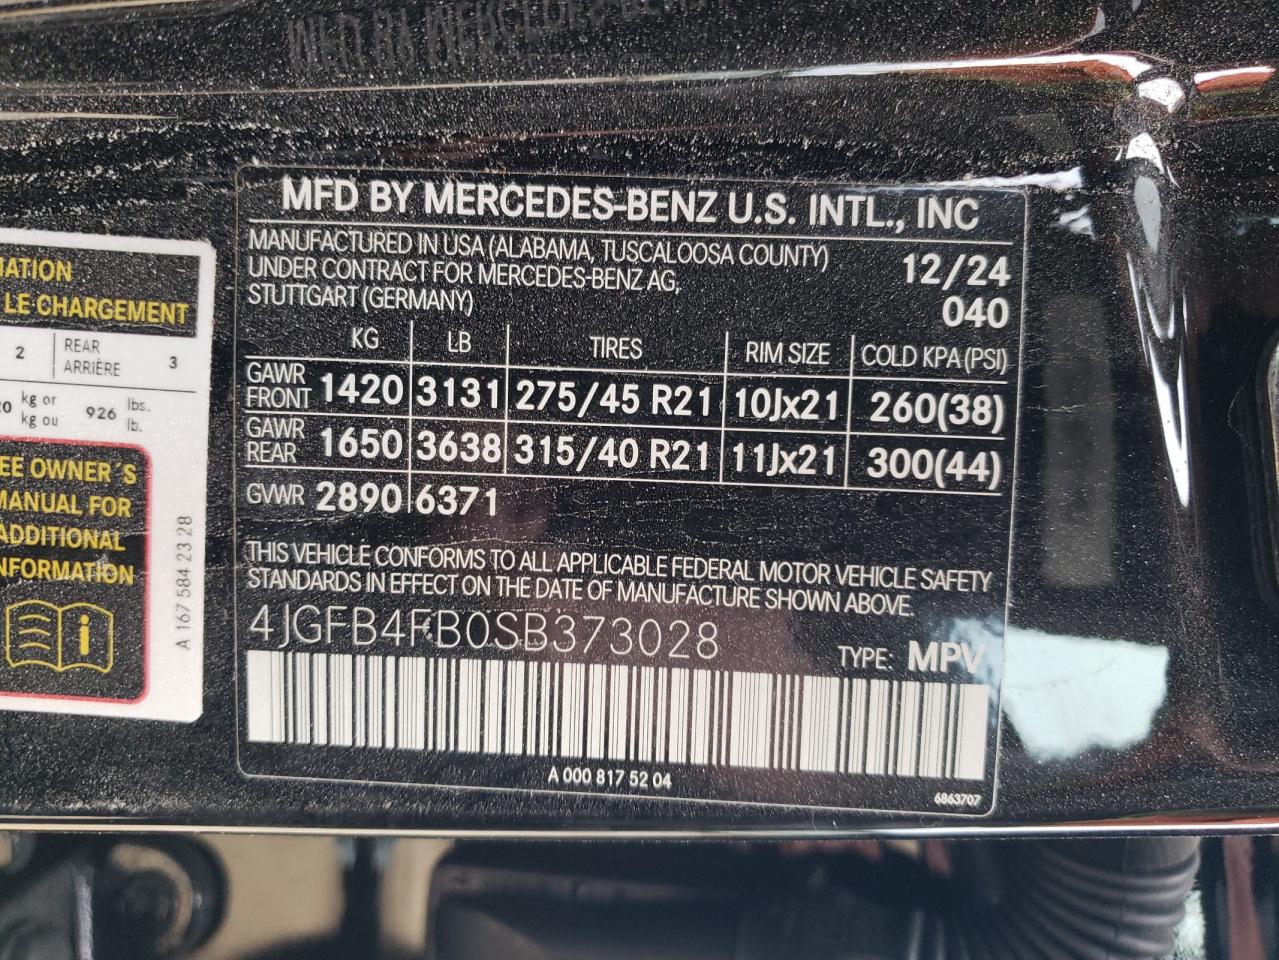 MFD BY MERCEDES-BENZ U.S. INTL., INC
MANUFACTURED IN USA (ALABAMA, TUSCALOOSA COUNTY)
UNDER CONTRACT FOR MERCEDES-BENZ AG,
STUTTGART (GERMANY)
12/24
040
KG LB TIRES RIM SIZE COLD KPA (PSI)
GAWR FRONT 1420 3131 275/45 R21 10Jx21 260(38)
GAWR REAR 1650 3638 315/40 R21 11Jx21 300(44)
GVWR 2890 6371
THIS VEHICLE CONFORMS TO ALL APPLICABLE FEDERAL MOTOR VEHICLE SAFETY
STANDARDS IN EFFECT ON THE DATE OF MANUFACTURE SHOWN ABOVE.
4JGFB4FB0SB373028
TYPE: MPV
A 000 817 52 04
6863707
LE CHARGEMENT
2 REAR ARRIÈRE 3
kg or 926 lbs.
kg ou lb.
OWNER´S
MANUAL FOR
ADDITIONAL
INFORMATION
i
A 167 584 23 28